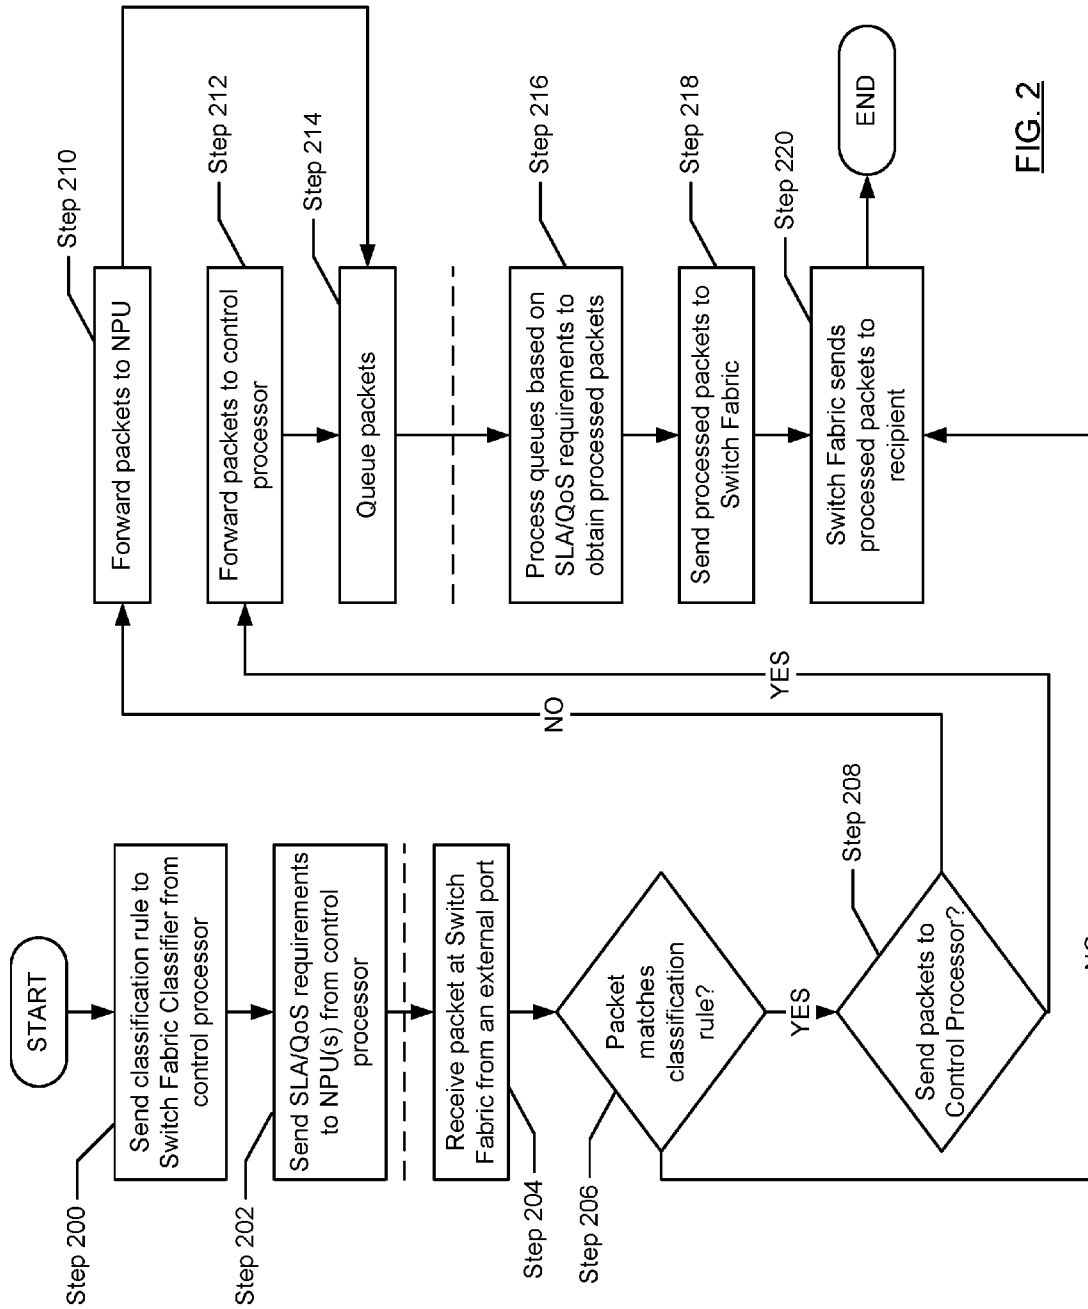 START
Step 200
Send classification rule to
Switch Fabric Classifier from
control processor
Step 202
Send SLA/QoS requirements
to NPU(s) from control
processor
Step 204
Receive packet at Switch
Fabric from an external port
Step 206
Packet
matches
classification
rule?
YES
Step 208
Send packets to
Control Processor?
NO
YES
Step 210
Forward packets to NPU
Step 212
Forward packets to control
processor
Step 214
Queue packets
Step 216
Process queues based on
SLA/QoS requirements to
obtain processed packets
Step 218
Send processed packets to
Switch Fabric
Step 220
Switch Fabric sends
processed packets to
recipient
END
FIG. 2